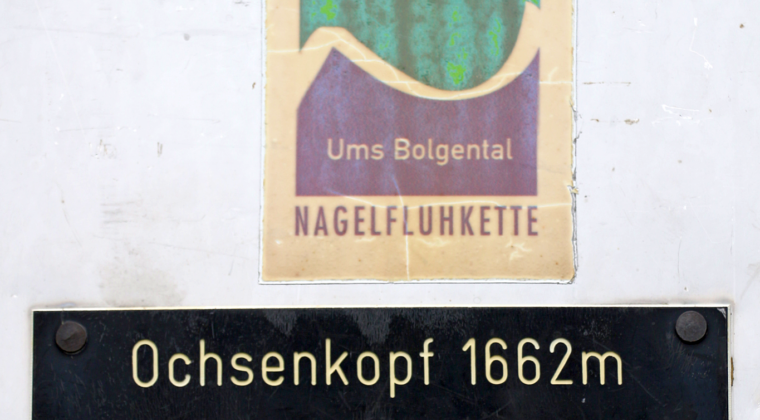 Ums Bolgental
NAGELFLUHKETTE
Ochsenkopf 1662m